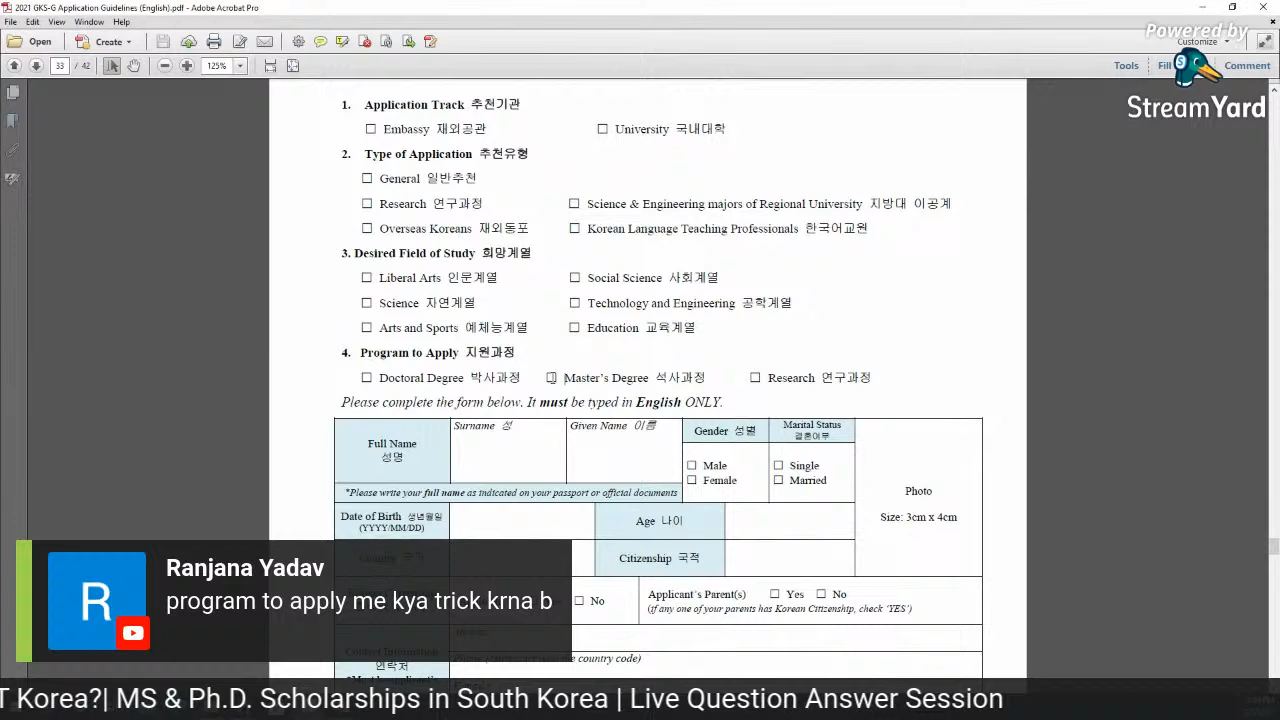 2021 GKS-G Application Guidelines (English).pdf - Adobe Acrobat Pro
File Edit View Window Help
Open Create
Powered by
Customize
33 / 42 125% Tools Fill Comment
StreamYard
1. Application Track 추천기관
Embassy 재외공관 University 국내대학
2. Type of Application 추천유형
General 일반추천
Research 연구과정 Science & Engineering majors of Regional University 지방대 이공계
Overseas Koreans 재외동포 Korean Language Teaching Professionals 한국어교원
3. Desired Field of Study 희망계열
Liberal Arts 인문계열 Social Science 사회계열
Science 자연계열 Technology and Engineering 공학계열
Arts and Sports 예체능계열 Education 교육계열
4. Program to Apply 지원과정
Doctoral Degree 박사과정 Master's Degree 석사과정 Research 연구과정
Please complete the form below. It must be typed in English ONLY.
Full Name
성명
Surname 성 Given Name 이름
Gender 성별
Marital Status
결혼여부
Male
Female
Single
Married
Photo
Size: 3cm x 4cm
*Please write your full name as indicated on your passport or official documents
Date of Birth 생년월일
(YYYY/MM/DD)
Age 나이
Country 국가
Citizenship 국적
No
Applicant's Parent(s) Yes No
(if any one of your parents has Korean Citizenship, check 'YES')
Contact Information
연락처
country code)
Ranjana Yadav
R
program to apply me kya trick krna b
T Korea?| MS & Ph.D. Scholarships in South Korea | Live Question Answer Session